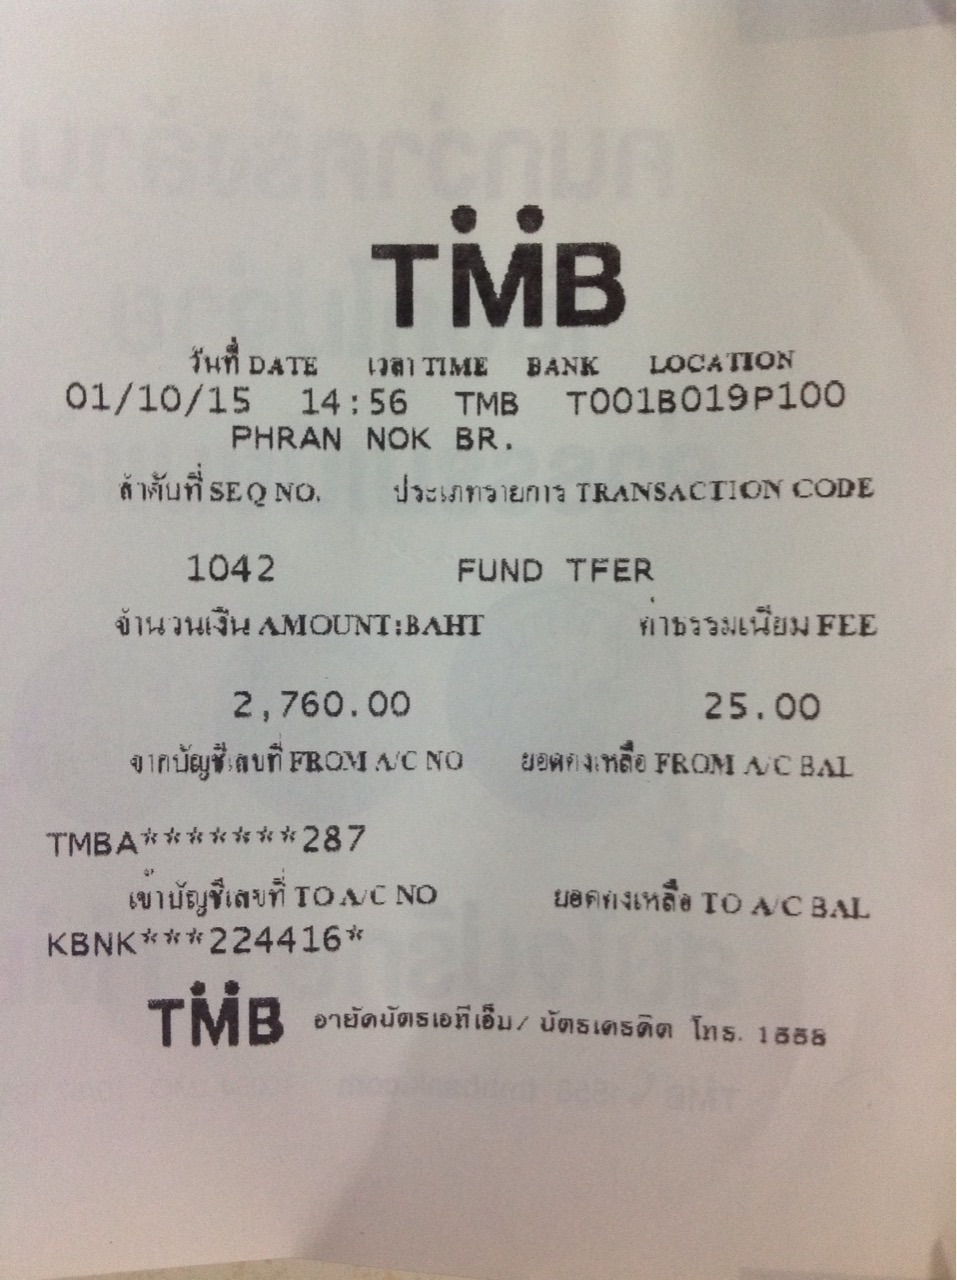 TMB
วันที่ DATE เวลา TIME BANK LOCATION
01/10/15 14:56 TMB T001B019P100
PHRAN NOK BR.
ลำดับที่ SEQ NO. ประเภทรายการ TRANSACTION CODE
1042 FUND TFER
จำนวนเงิน AMOUNT:BAHT ค่าธรรมเนียม FEE
2,760.00 25.00
จากบัญชีเลขที่ FROM A/C NO ยอดคงเหลือ FROM A/C BAL
TMBA*******287
เข้าบัญชีเลขที่ TO A/C NO ยอดคงเหลือ TO A/C BAL
KBNK***224416*
TMB อายัดบัตรเอทีเอ็ม/ บัตรเครดิต โทร. 1558